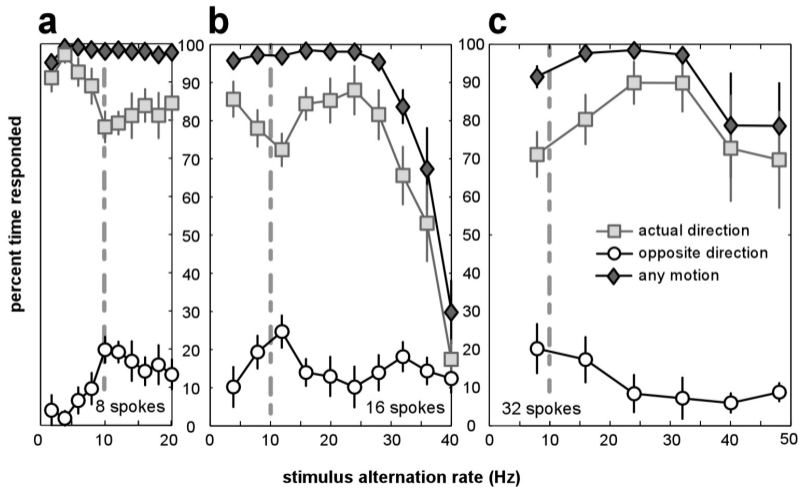 a
b
c
percent time responded
100
90
80
70
60
50
40
30
20
10
0
100
90
80
70
60
50
40
30
20
10
0
100
90
80
70
60
50
40
30
20
10
0
actual direction
opposite direction
any motion
8 spokes
16 spokes
32 spokes
0 10 20
0 10 20 30 40
0 10 20 30 40 50
stimulus alternation rate (Hz)